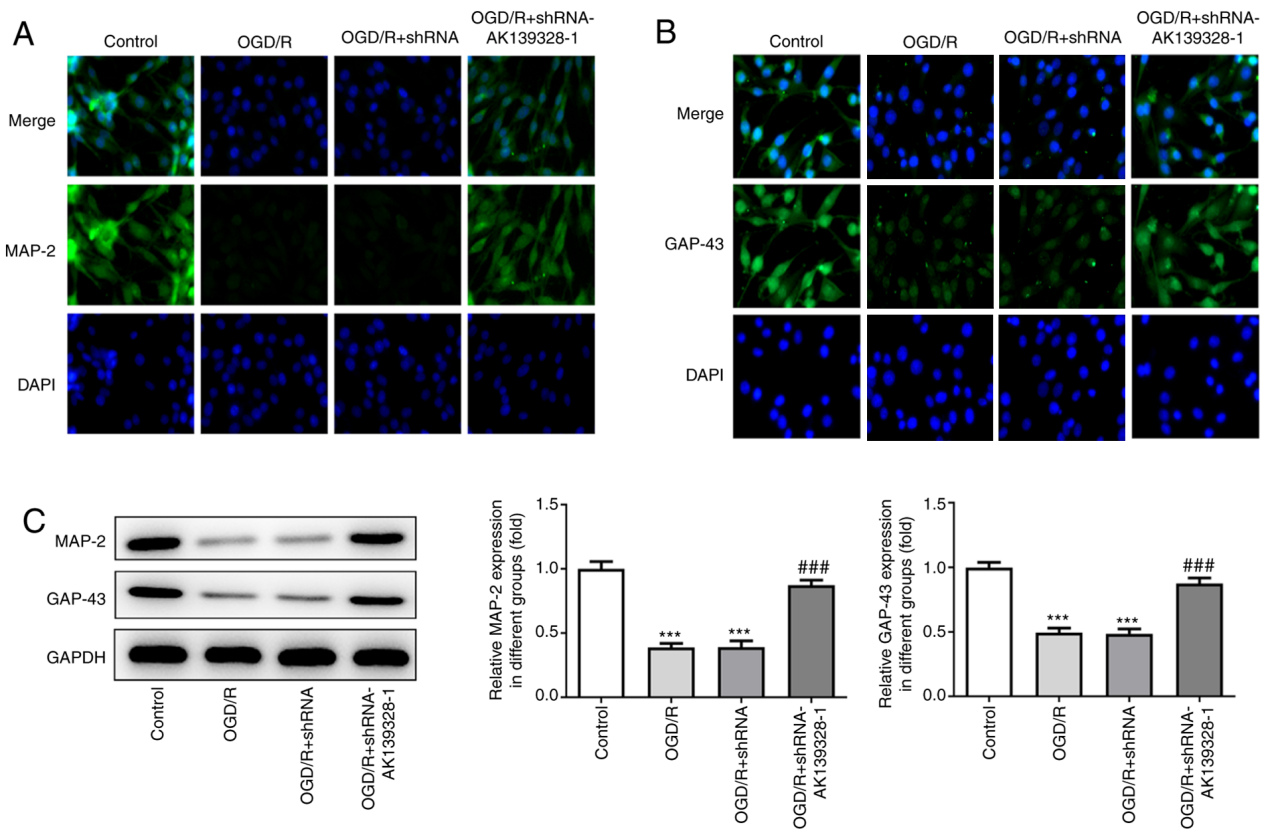 A
Control
OGD/R
OGD/R+shRNA
OGD/R+shRNA-
AK139328-1
Merge
MAP-2
DAPI
B
Control
OGD/R
OGD/R+shRNA
OGD/R+shRNA-
AK139328-1
Merge
GAP-43
DAPI
C
MAP-2
GAP-43
GAPDH
Control
OGD/R
OGD/R+shRNA
OGD/R+shRNA-
AK139328-1
Relative MAP-2 expression
in different groups (fold)
1.5
1.0
0.5
0.0
***
***
###
Control
OGD/R
OGD/R+shRNA
OGD/R+shRNA-
AK139328-1
Relative GAP-43 expression
in different groups (fold)
1.5
1.0
0.5
0.0
***
***
###
Control
OGD/R
OGD/R+shRNA
OGD/R+shRNA-
AK139328-1